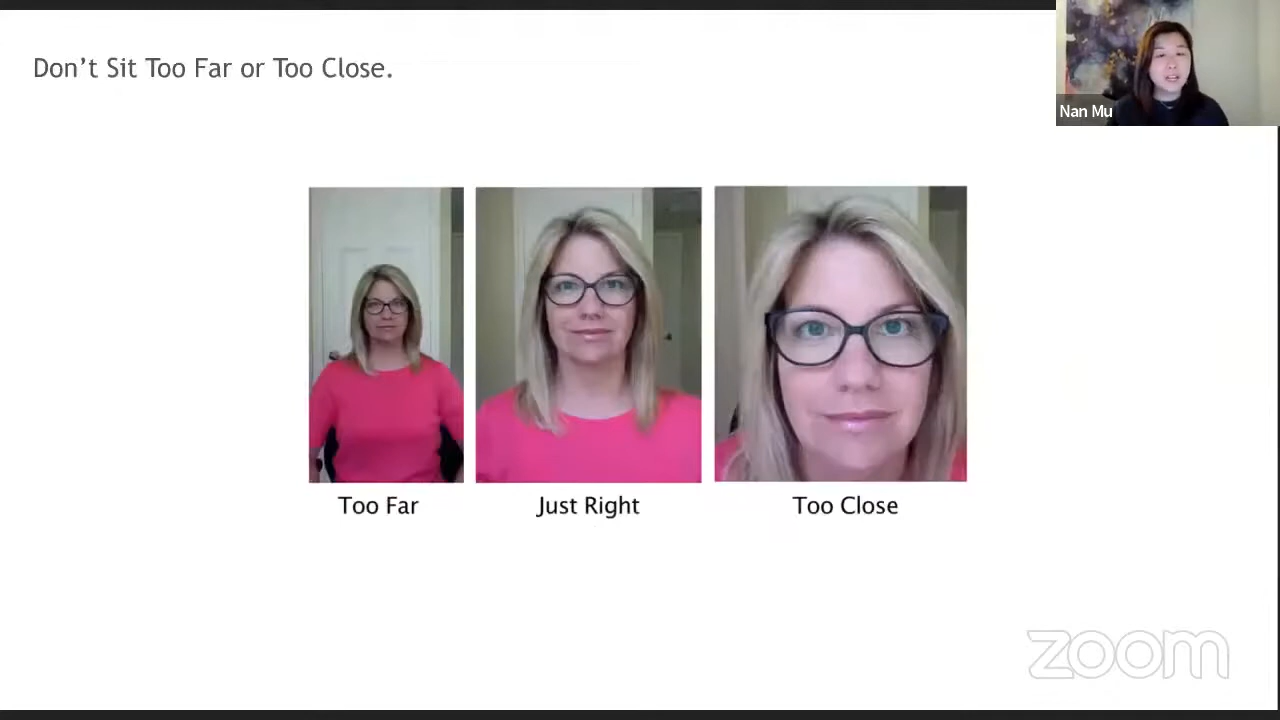 Don't Sit Too Far or Too Close.
Nan Mu
Too Far
Just Right
Too Close
zoom